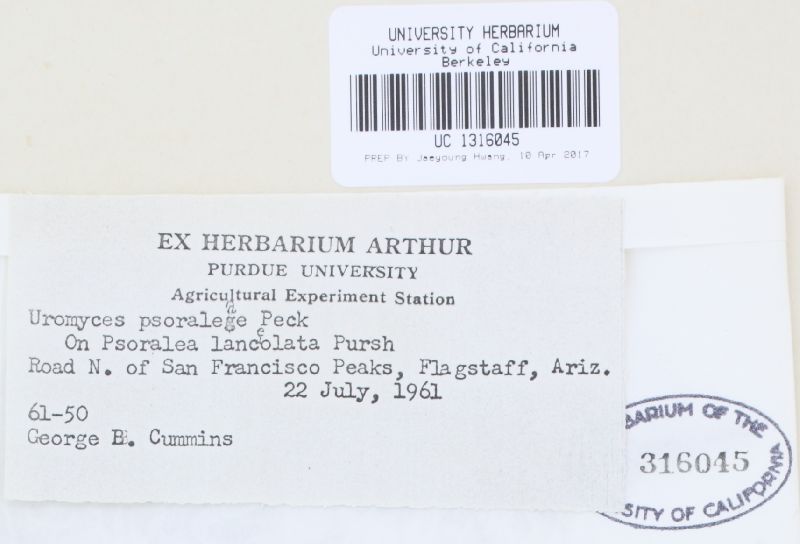 UNIVERSITY HERBARIUM
University of California
Berkeley
UC 1316045
PREP BY Jaeyoung Hwang, 10 Apr 2017
EX HERBARIUM ARTHUR
PURDUE UNIVERSITY
Agricultural Experiment Station
Uromyces psoraleae Peck
On Psoralea lanceolata Pursh
Road N. of San Francisco Peaks, Flagstaff, Ariz.
22 July, 1961
61-50
George B. Cummins
BARIUM OF THE
316045
SITY OF CALIFORNIA